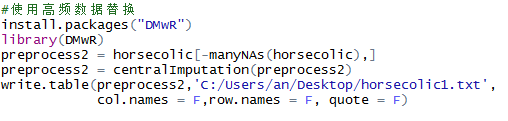 #使用高频数据替换
install.packages("DMwR")
library(DMwR)
preprocess2 = horsecolic[-manyNAs(horsecolic),]
preprocess2 = centralImputation(preprocess2)
write.table(preprocess2,'C:/Users/an/Desktop/horsecolic1.txt',
col.names = F,row.names = F, quote = F)